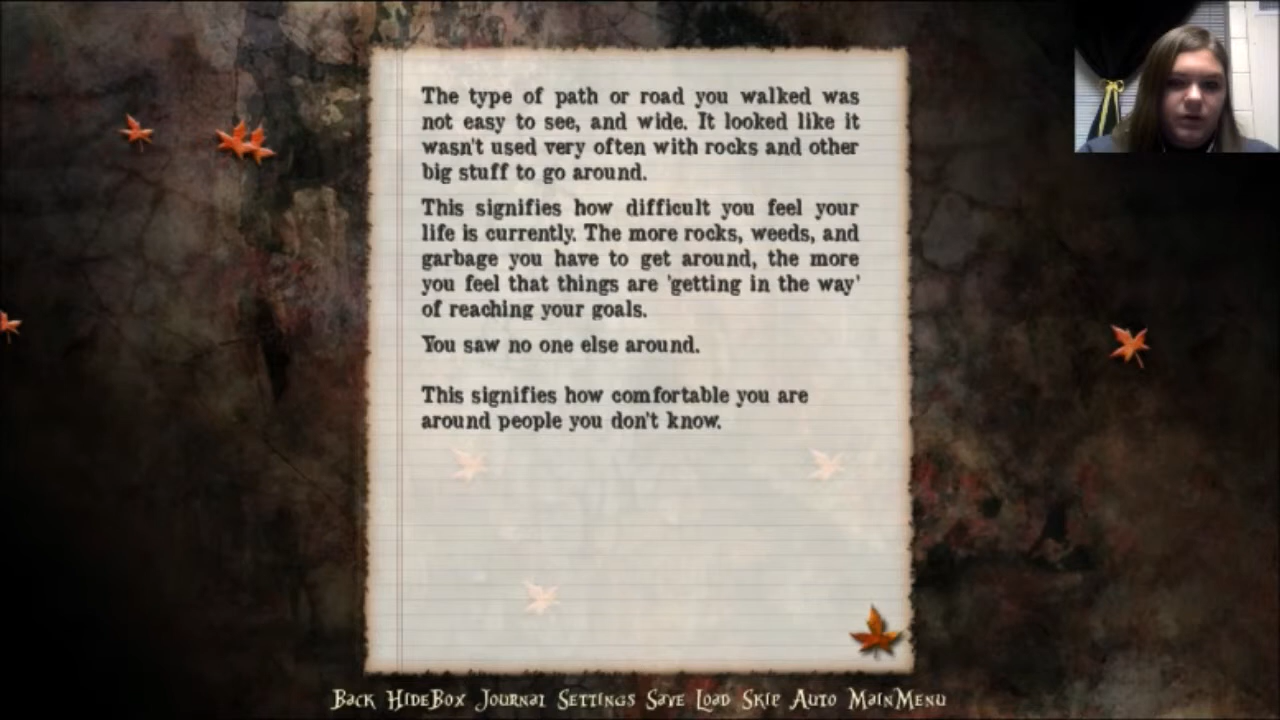 The type of path or road you walked was
not easy to see, and wide. It looked like it
wasn't used very often with rocks and other
big stuff to go around.
This signifies how difficult you feel your
life is currently. The more rocks, weeds, and
garbage you have to get around, the more
you feel that things are 'getting in the way'
of reaching your goals.
You saw no one else around.
This signifies how comfortable you are
around people you don't know.
Back HideBox Journal Settings Save Load Skip Auto MainMenu